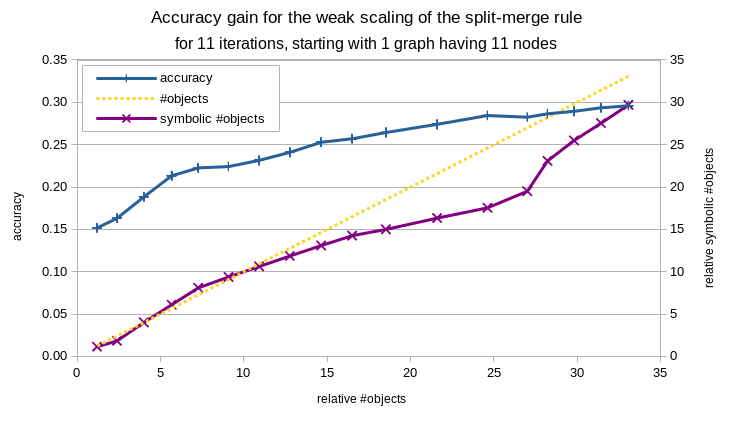 Accuracy gain for the weak scaling of the split-merge rule
for 11 iterations, starting with 1 graph having 11 nodes
accuracy
#objects
symbolic #objects
0.35
0.30
0.25
0.20
0.15
0.10
0.05
0.00
accuracy
35
30
25
20
15
10
5
0
relative symbolic #objects
0 5 10 15 20 25 30 35
relative #objects